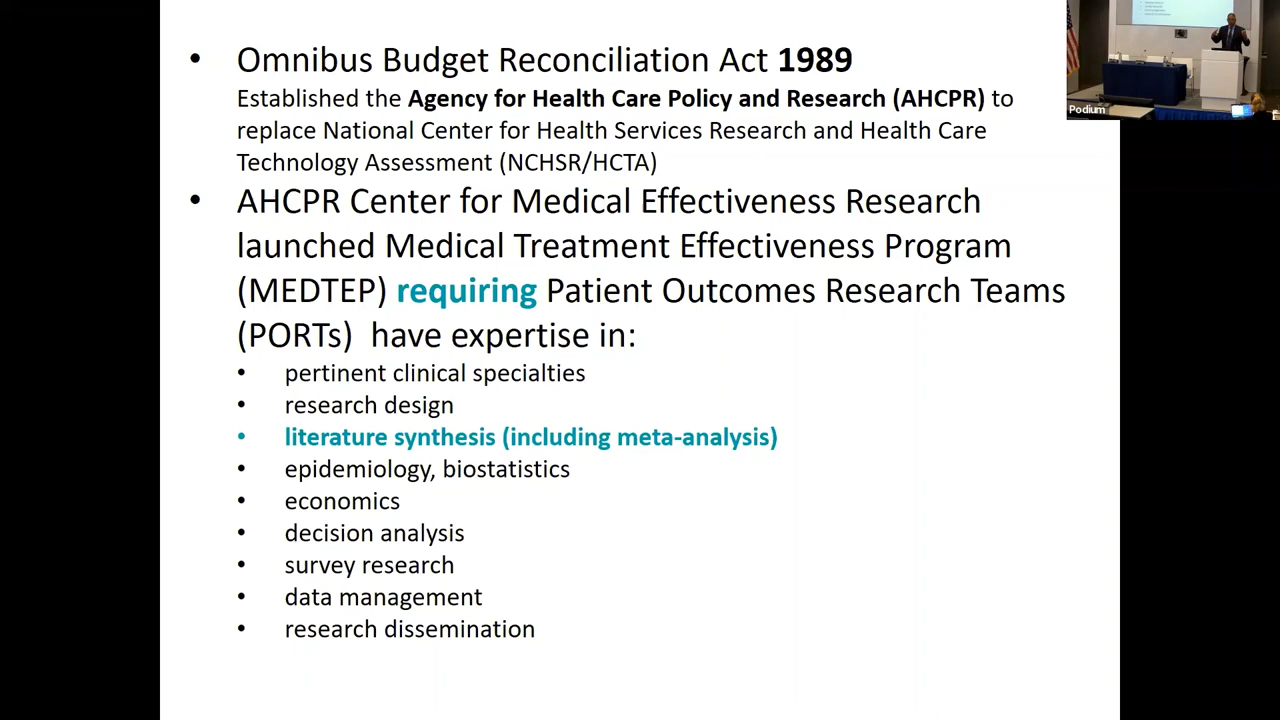 • Omnibus Budget Reconciliation Act 1989
Established the Agency for Health Care Policy and Research (AHCPR) to
replace National Center for Health Services Research and Health Care
Technology Assessment (NCHSR/HCTA)
• AHCPR Center for Medical Effectiveness Research
launched Medical Treatment Effectiveness Program
(MEDTEP) requiring Patient Outcomes Research Teams
(PORTs) have expertise in:
• pertinent clinical specialties
• research design
• literature synthesis (including meta-analysis)
• epidemiology, biostatistics
• economics
• decision analysis
• survey research
• data management
• research dissemination
Podium